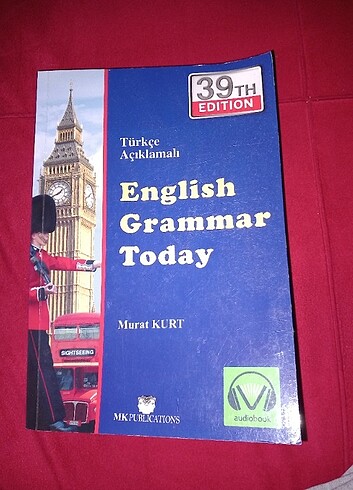 39TH
EDITION
Türkçe
Açıklamalı
English
Grammar
Today
Murat KURT
SIGHTSEEING
MK PUBLICATIONS
audiobook